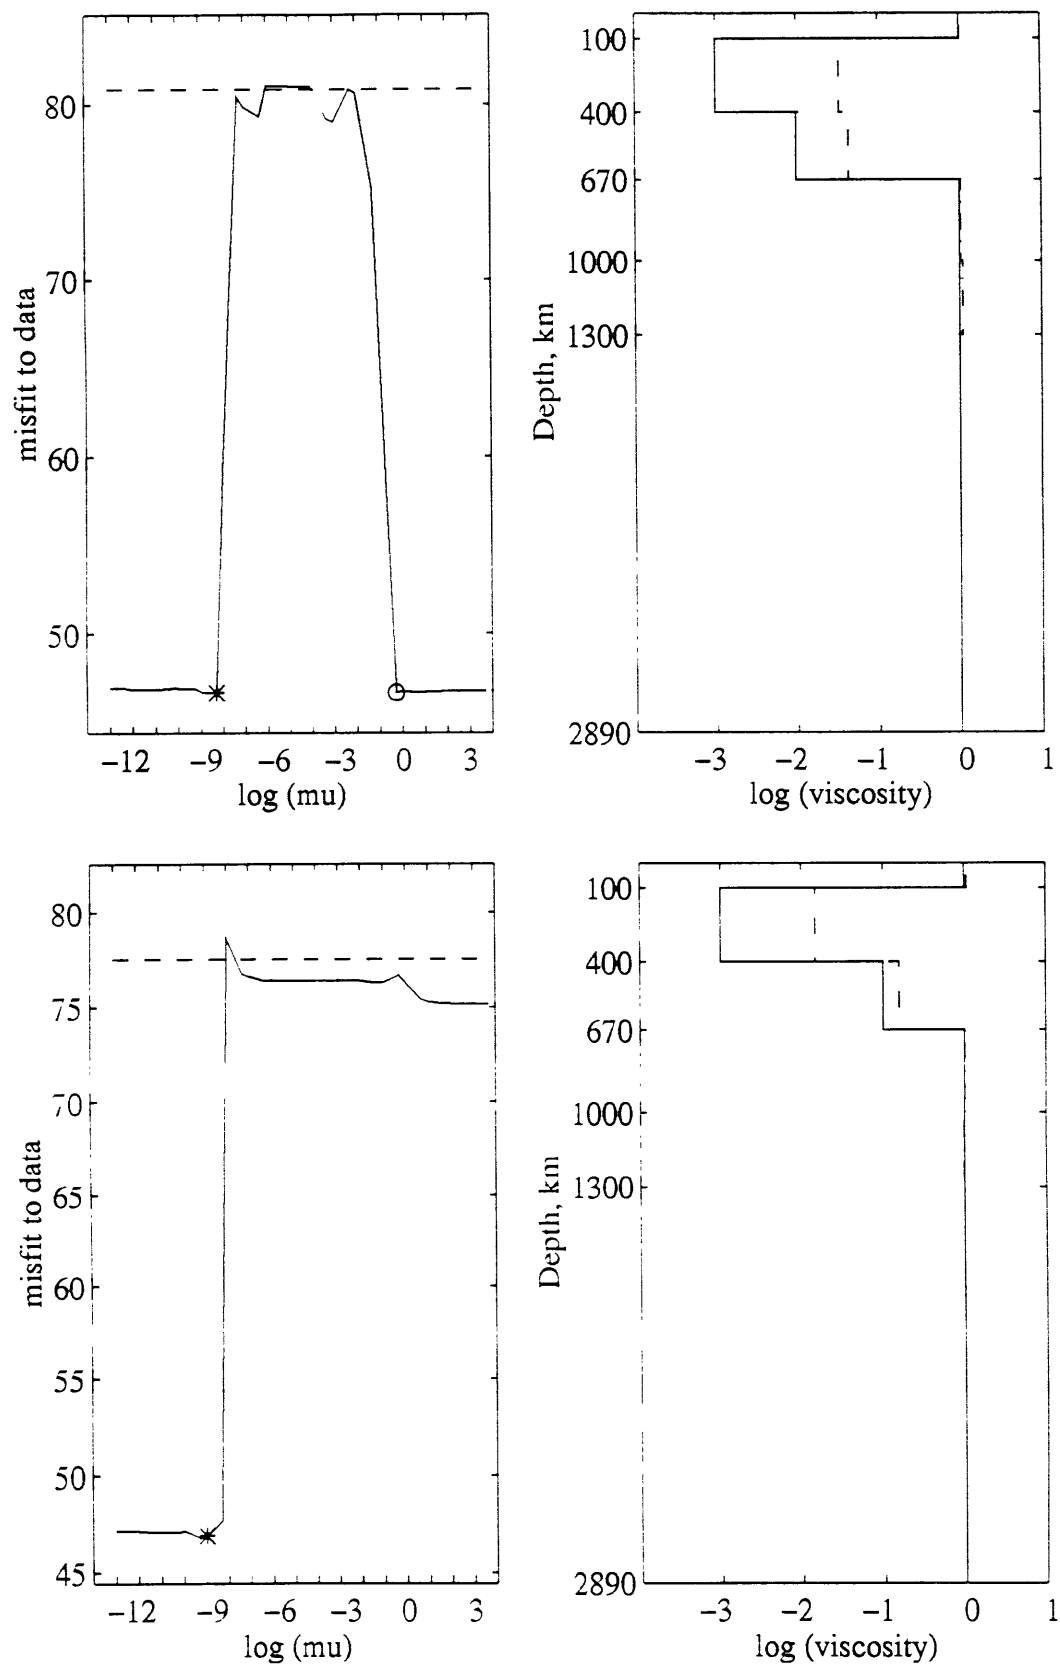 80
70
60
50
misfit to data
−12 −9 −6 −3 0 3
log (mu)
100
400
670
1000
1300
2890
Depth, km
−3 −2 −1 0 1
log (viscosity)
80
75
70
65
60
55
50
45
misfit to data
−12 −9 −6 −3 0 3
log (mu)
100
400
670
1000
1300
2890
Depth, km
−3 −2 −1 0 1
log (viscosity)